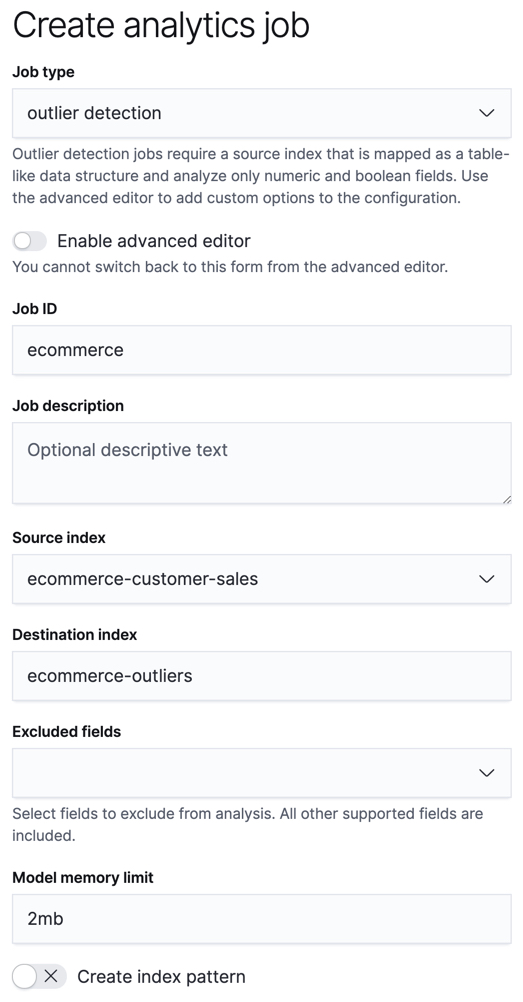 Create analytics job
Job type
outlier detection
Outlier detection jobs require a source index that is mapped as a table-
like data structure and analyze only numeric and boolean fields. Use
the advanced editor to add custom options to the configuration.
Enable advanced editor
You cannot switch back to this form from the advanced editor.
Job ID
ecommerce
Job description
Optional descriptive text
Source index
ecommerce-customer-sales
Destination index
ecommerce-outliers
Excluded fields
Select fields to exclude from analysis. All other supported fields are
included.
Model memory limit
2mb
Create index pattern